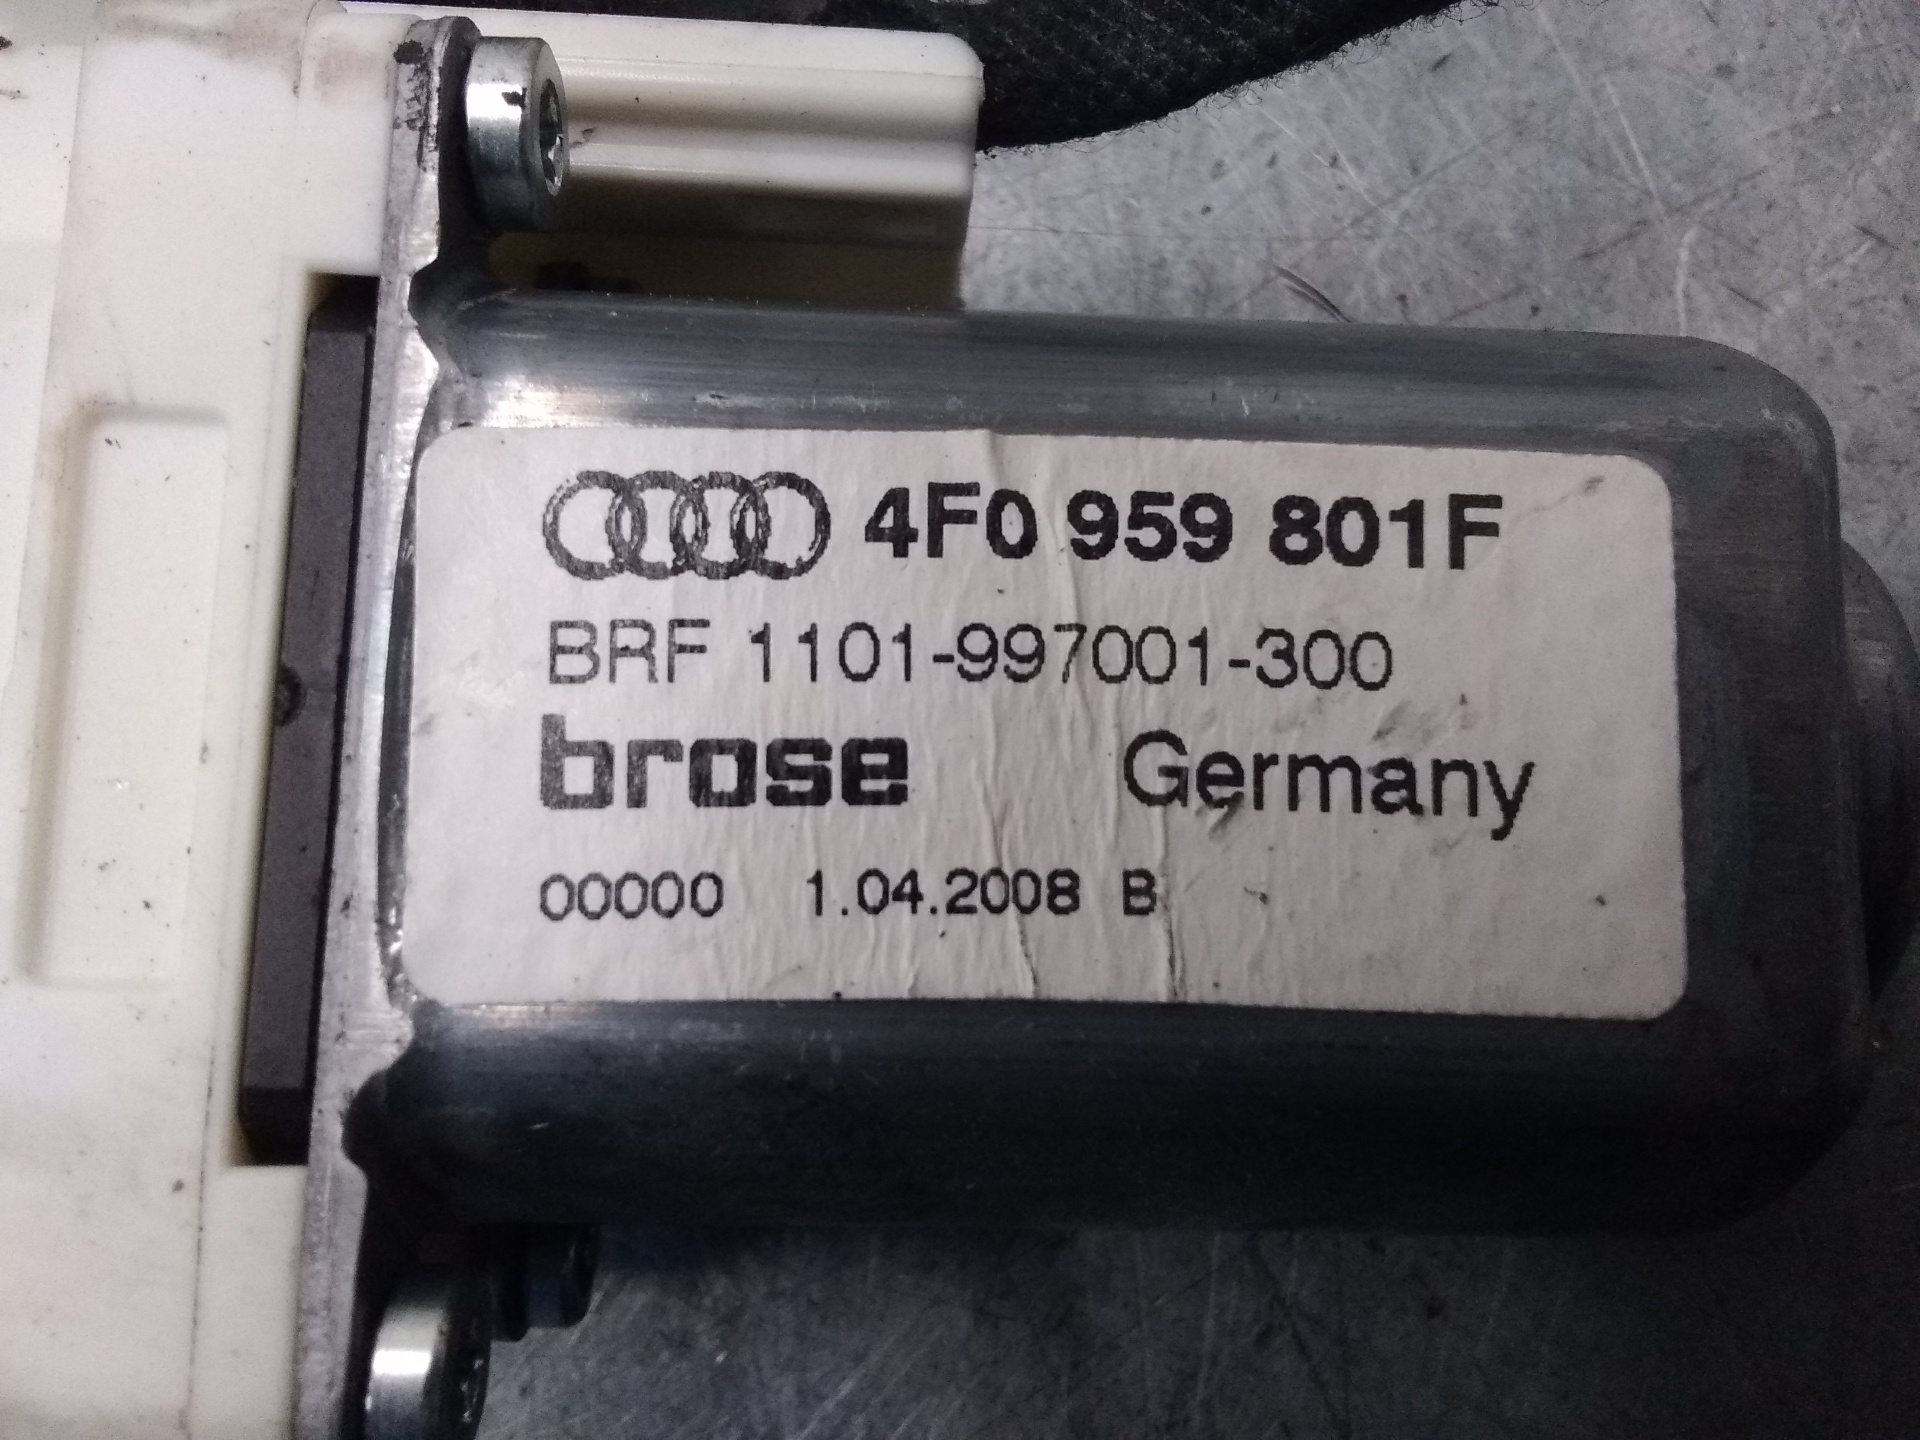 4F0 959 801F
BRF 1101-997001-300
brose Germany
00000 1.04.2008 B